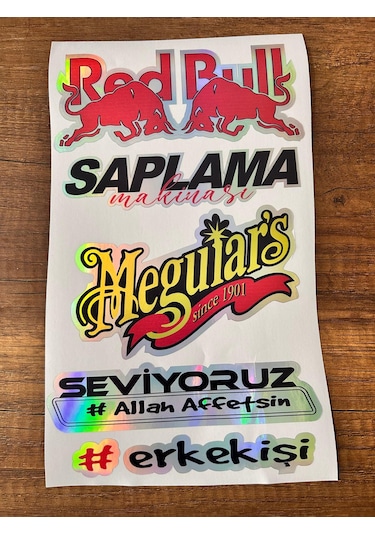 Red Bull
SAPLAMA
makinası
Meguiar's
since 1901
SEVİYORUZ
# Allah Affetsin
# erkekişi